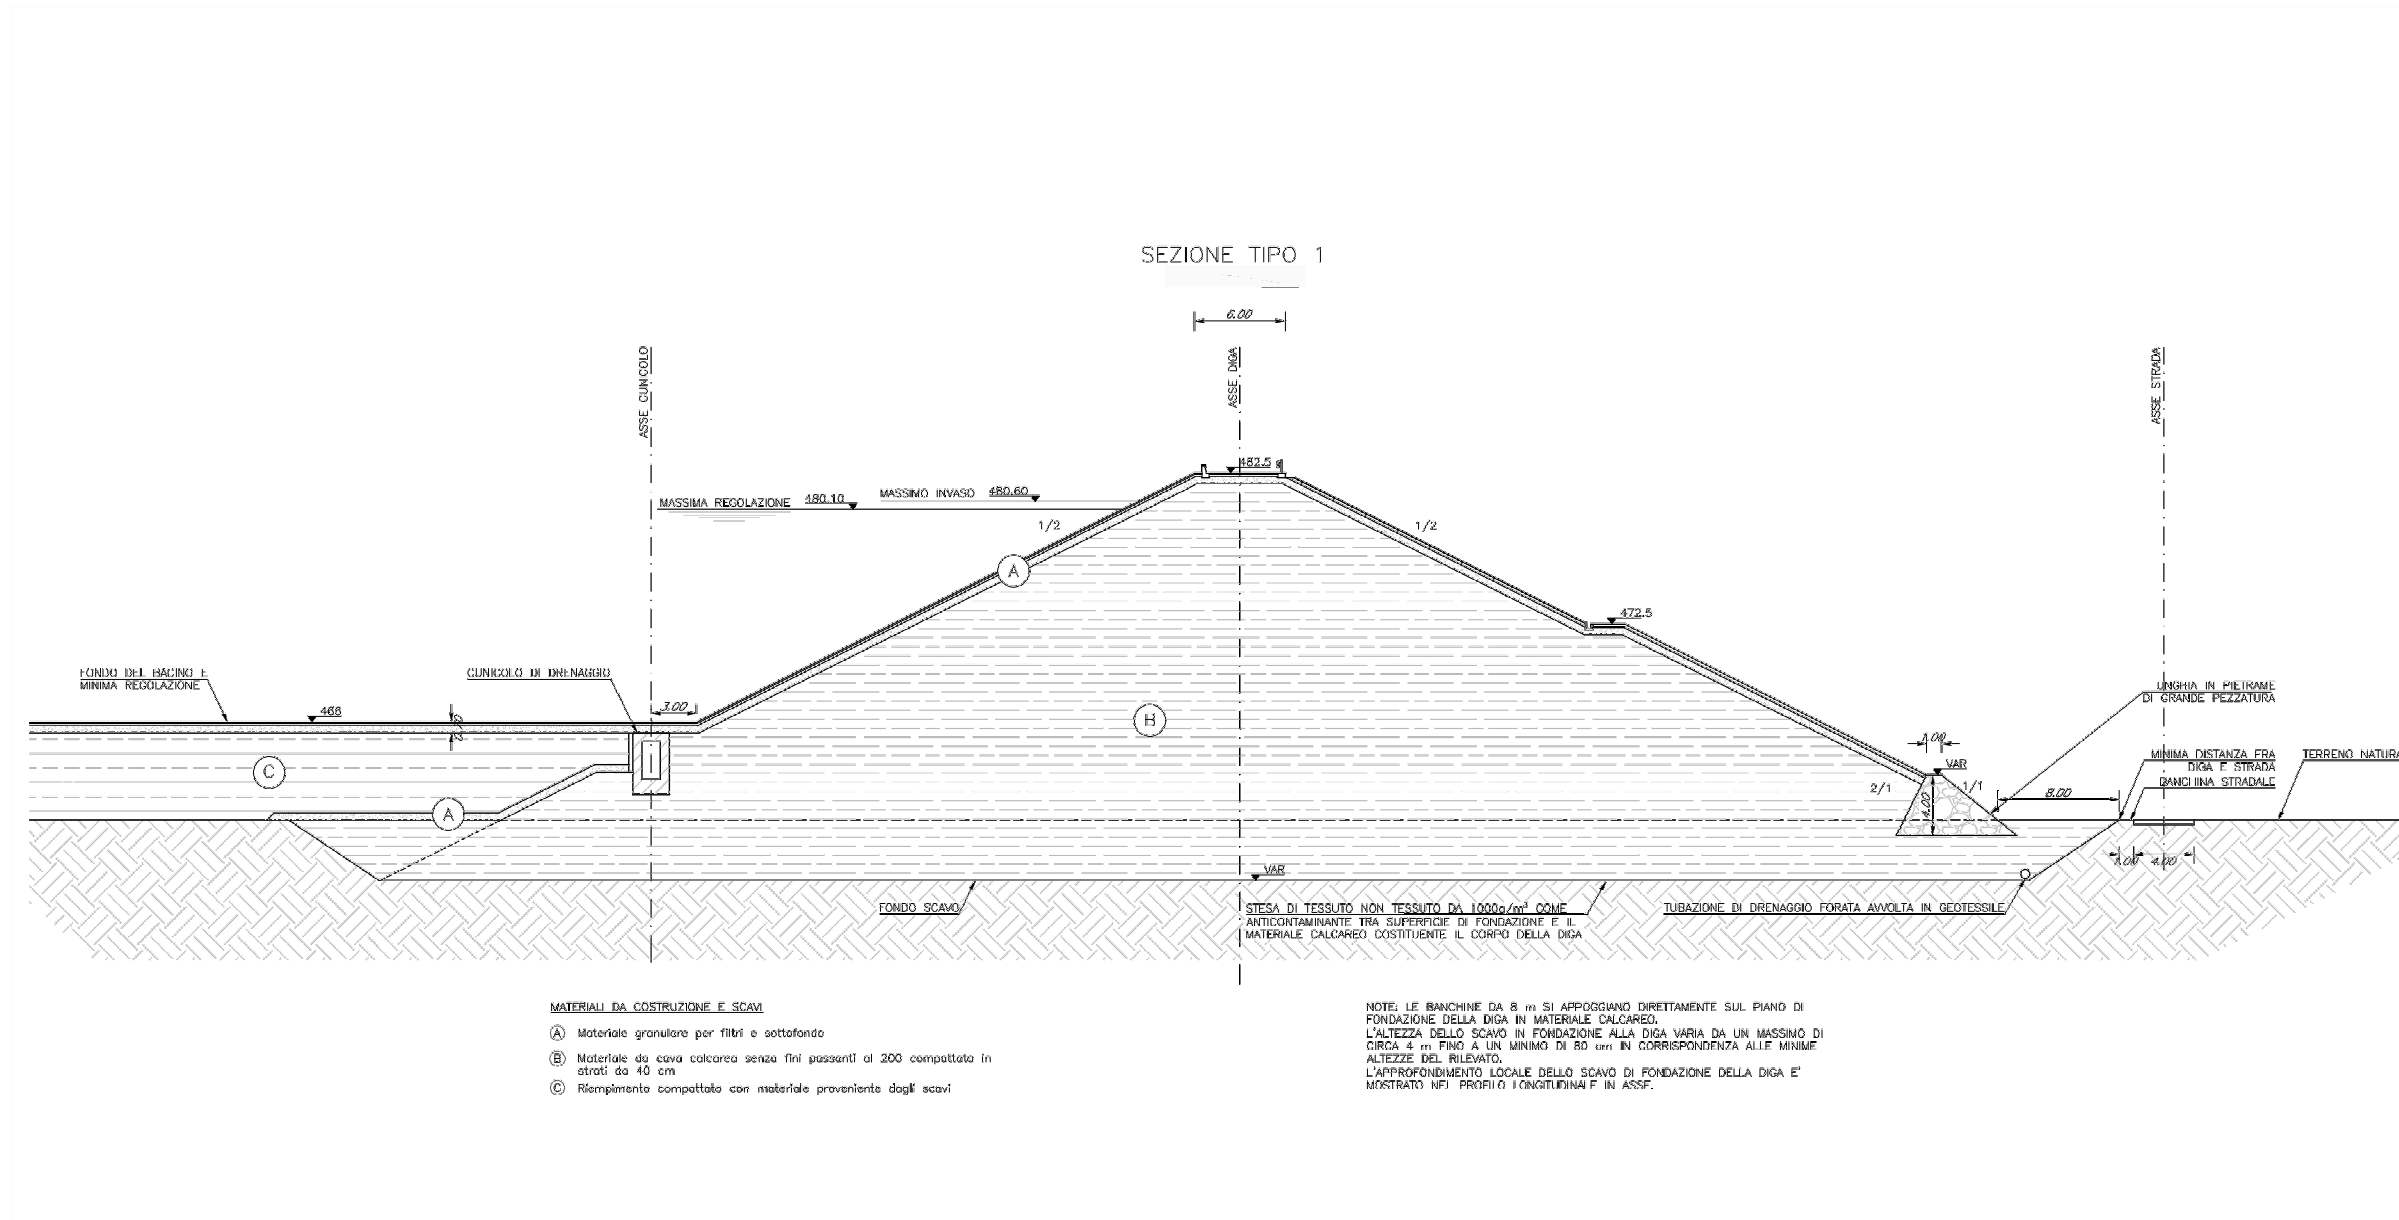 SEZIONE TIPO 1
6.00
ASSE CUNICOLO
ASSE DIGA
ASSE STRADA
482.5
MASSIMA REGOLAZIONE 480.10
MASSIMO INVASO 480.60
1/2
1/2
A
472.5
FONDO DEL BACINO E
MINIMA REGOLAZIONE
466
CUNICOLO DI DRENAGGIO
3.00
B
C
A
UNGHIA IN PIETRAME
DI GRANDE PEZZATURA
1.00
VAR
2/1
1/1
4.00
8.00
MINIMA DISTANZA FRA
DIGA E STRADA
BANCHINA STRADALE
TERRENO NATURA
1.00
4.00
VAR
FONDO SCAVO
STESA DI TESSUTO NON TESSUTO DA 1000g/m³ COME
ANTICONTAMINANTE TRA SUPERFICIE DI FONDAZIONE E IL
MATERIALE CALCAREO COSTITUENTE IL CORPO DELLA DIGA
TUBAZIONE DI DRENAGGIO FORATA AVVOLTA IN GEOTESSILE
MATERIALI DA COSTRUZIONE E SCAVI
A Materiale granulare per filtri e sottofondo
B Materiale da cava calcarea senza fini passanti al 200 compattato in
strati da 40 cm
C Riempimento compattato con materiale proveniente dagli scavi
NOTE: LE BANCHINE DA 8 m SI APPOGGIANO DIRETTAMENTE SUL PIANO DI
FONDAZIONE DELLA DIGA IN MATERIALE CALCAREO.
L'ALTEZZA DELLO SCAVO IN FONDAZIONE ALLA DIGA VARIA DA UN MASSIMO DI
CIRCA 4 m FINO A UN MINIMO DI 80 cm IN CORRISPONDENZA ALLE MINIME
ALTEZZE DEL RILEVATO.
L'APPROFONDIMENTO LOCALE DELLO SCAVO DI FONDAZIONE DELLA DIGA E'
MOSTRATO NEL PROFILO LONGITUDINALE IN ASSE.